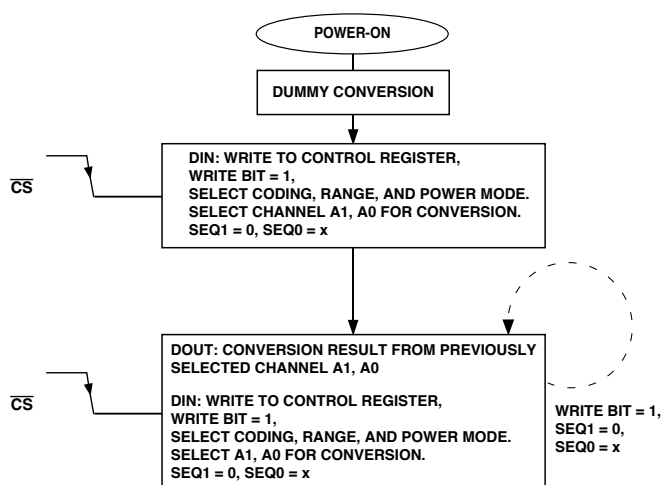 POWER-ON
DUMMY CONVERSION
CS
DIN: WRITE TO CONTROL REGISTER,
WRITE BIT = 1,
SELECT CODING, RANGE, AND POWER MODE.
SELECT CHANNEL A1, A0 FOR CONVERSION.
SEQ1 = 0, SEQ0 = x
CS
DOUT: CONVERSION RESULT FROM PREVIOUSLY
SELECTED CHANNEL A1, A0
DIN: WRITE TO CONTROL REGISTER,
WRITE BIT = 1,
SELECT CODING, RANGE, AND POWER MODE.
SELECT A1, A0 FOR CONVERSION.
SEQ1 = 0, SEQ0 = x
WRITE BIT = 1,
SEQ1 = 0,
SEQ0 = x